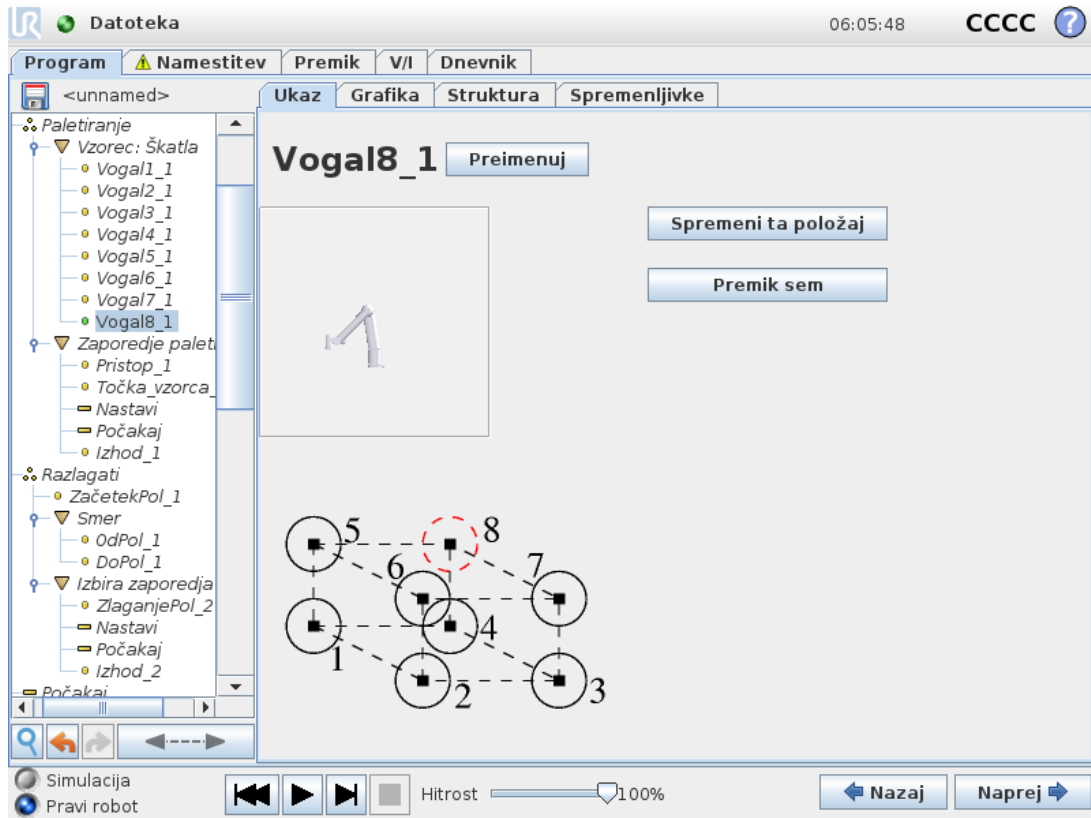 UR Datoteka 06:05:48 CCCC ?
Program Namestitev Premik V/I Dnevnik
<unnamed> Ukaz Grafika Struktura Spremenljivke
Paletiranje
Vzorec: Škatla
Vogal1_1
Vogal2_1
Vogal3_1
Vogal4_1
Vogal5_1
Vogal6_1
Vogal7_1
Vogal8_1
Zaporedje paleti
Pristop_1
Točka_vzorca_
Nastavi
Počakaj
Izhod_1
Razlagati
ZačetekPol_1
Smer
OdPol_1
DoPol_1
Izbira zaporedja
ZlaganjePol_2
Nastavi
Počakaj
Izhod_2
Počakaj
Vogal8_1 Preimenuj
Spremeni ta položaj
Premik sem
5 8
6 7
1 4
2 3
Simulacija
Pravi robot
Hitrost 100%
Nazaj Naprej